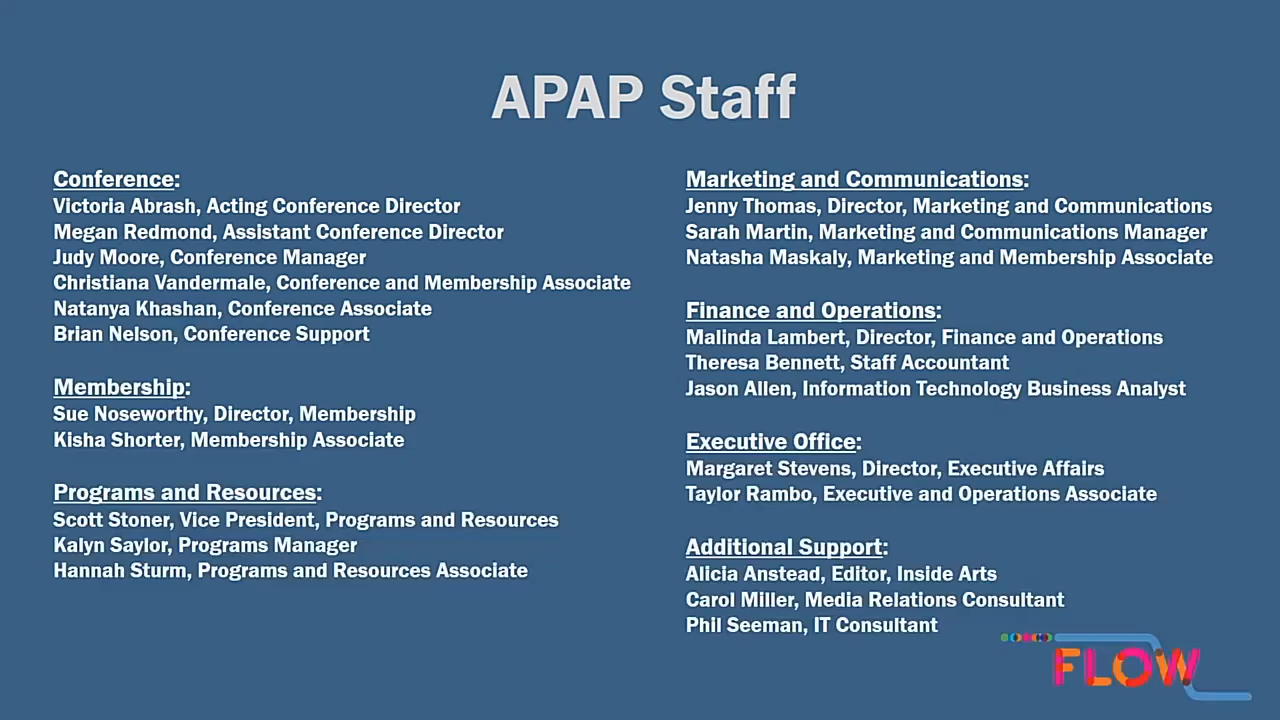 APAP Staff
Conference:
Victoria Abrash, Acting Conference Director
Megan Redmond, Assistant Conference Director
Judy Moore, Conference Manager
Christiana Vandermale, Conference and Membership Associate
Natanya Khashan, Conference Associate
Brian Nelson, Conference Support
Membership:
Sue Noseworthy, Director, Membership
Kisha Shorter, Membership Associate
Programs and Resources:
Scott Stoner, Vice President, Programs and Resources
Kalyn Saylor, Programs Manager
Hannah Sturm, Programs and Resources Associate
Marketing and Communications:
Jenny Thomas, Director, Marketing and Communications
Sarah Martin, Marketing and Communications Manager
Natasha Maskaly, Marketing and Membership Associate
Finance and Operations:
Malinda Lambert, Director, Finance and Operations
Theresa Bennett, Staff Accountant
Jason Allen, Information Technology Business Analyst
Executive Office:
Margaret Stevens, Director, Executive Affairs
Taylor Rambo, Executive and Operations Associate
Additional Support:
Alicia Anstead, Editor, Inside Arts
Carol Miller, Media Relations Consultant
Phil Seeman, IT Consultant
FLOW